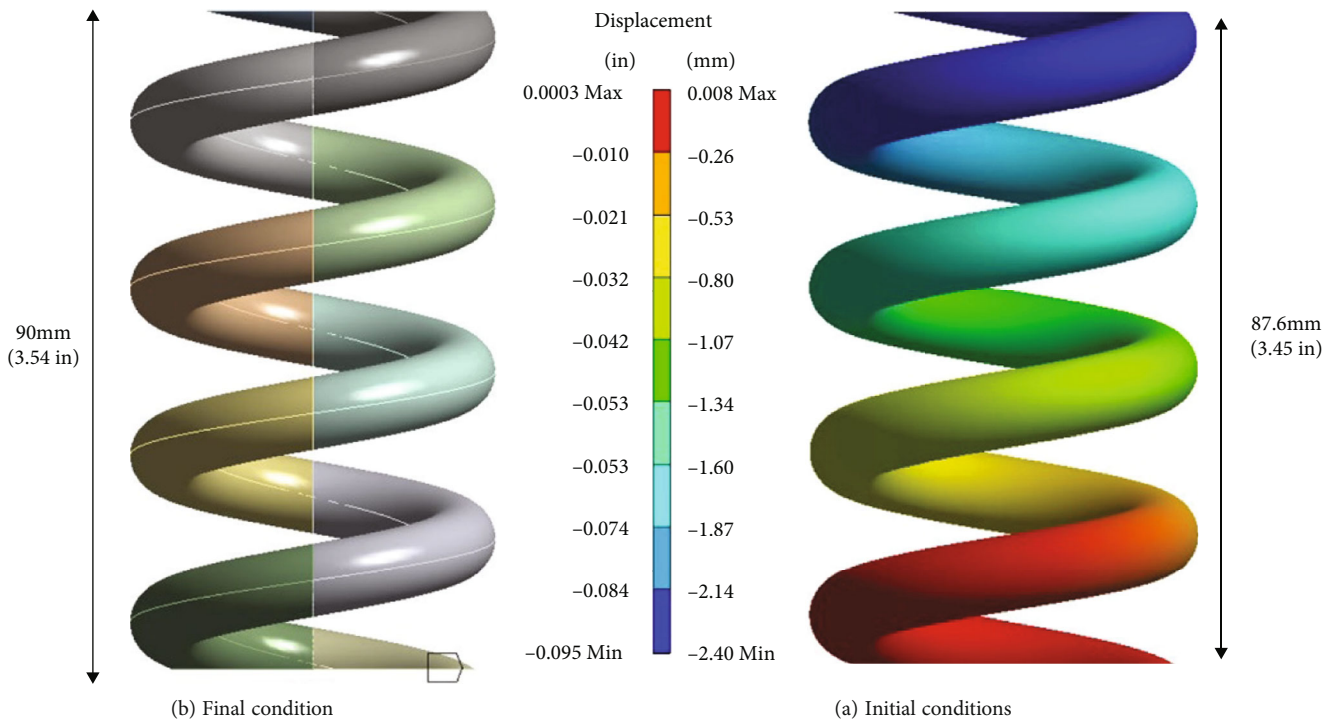 Displacement
(in)
(mm)
0.0003 Max
0.008 Max
–0.010
–0.26
–0.021
–0.53
–0.032
–0.80
–0.042
–1.07
–0.053
–1.34
–0.053
–1.60
–0.074
–1.87
–0.084
–2.14
–0.095 Min
–2.40 Min
90mm
(3.54 in)
87.6mm
(3.45 in)
(b) Final condition
(a) Initial conditions